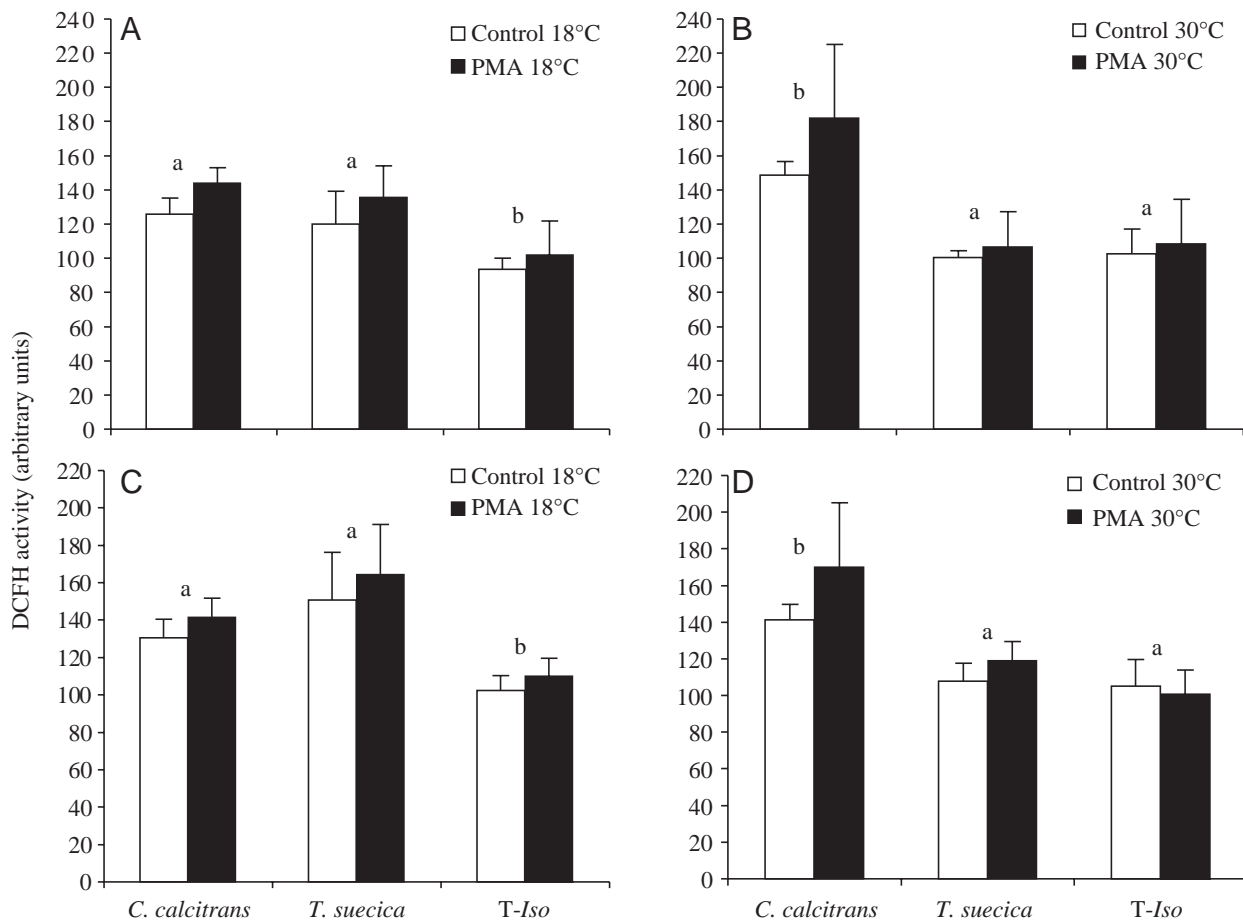 A
Control 18°C
PMA 18°C
240
220
200
180
160
140
120
100
80
60
40
20
0
a
a
b
B
Control 30°C
PMA 30°C
240
220
200
180
160
140
120
100
80
60
40
20
0
b
a
a
DCFH activity (arbitrary units)
C
Control 18°C
PMA 18°C
220
200
180
160
140
120
100
80
60
40
20
0
a
a
b
C. calcitrans
T. suecica
T-Iso
D
Control 30°C
PMA 30°C
220
200
180
160
140
120
100
80
60
40
20
0
b
a
a
C. calcitrans
T. suecica
T-Iso